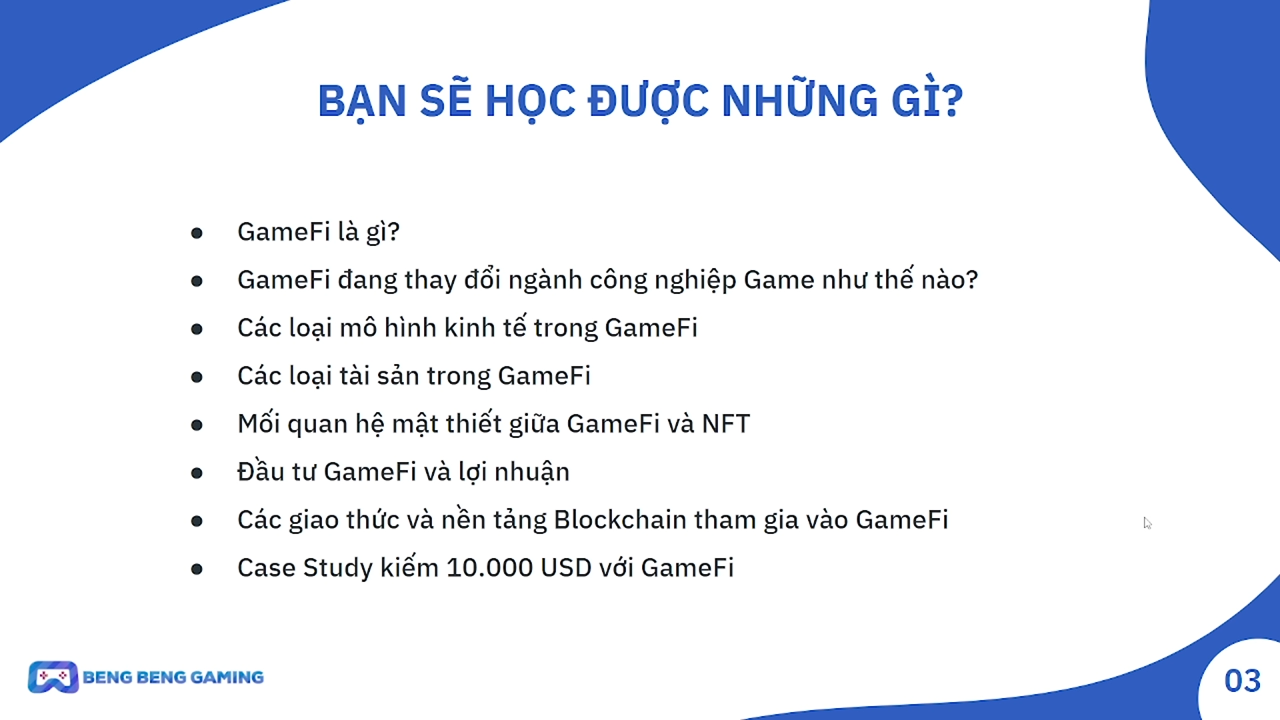 BẠN SẼ HỌC ĐƯỢC NHỮNG GÌ?
● GameFi là gì?
● GameFi đang thay đổi ngành công nghiệp Game như thế nào?
● Các loại mô hình kinh tế trong GameFi
● Các loại tài sản trong GameFi
● Mối quan hệ mật thiết giữa GameFi và NFT
● Đầu tư GameFi và lợi nhuận
● Các giao thức và nền tảng Blockchain tham gia vào GameFi
● Case Study kiếm 10.000 USD với GameFi
BENG BENG GAMING
03